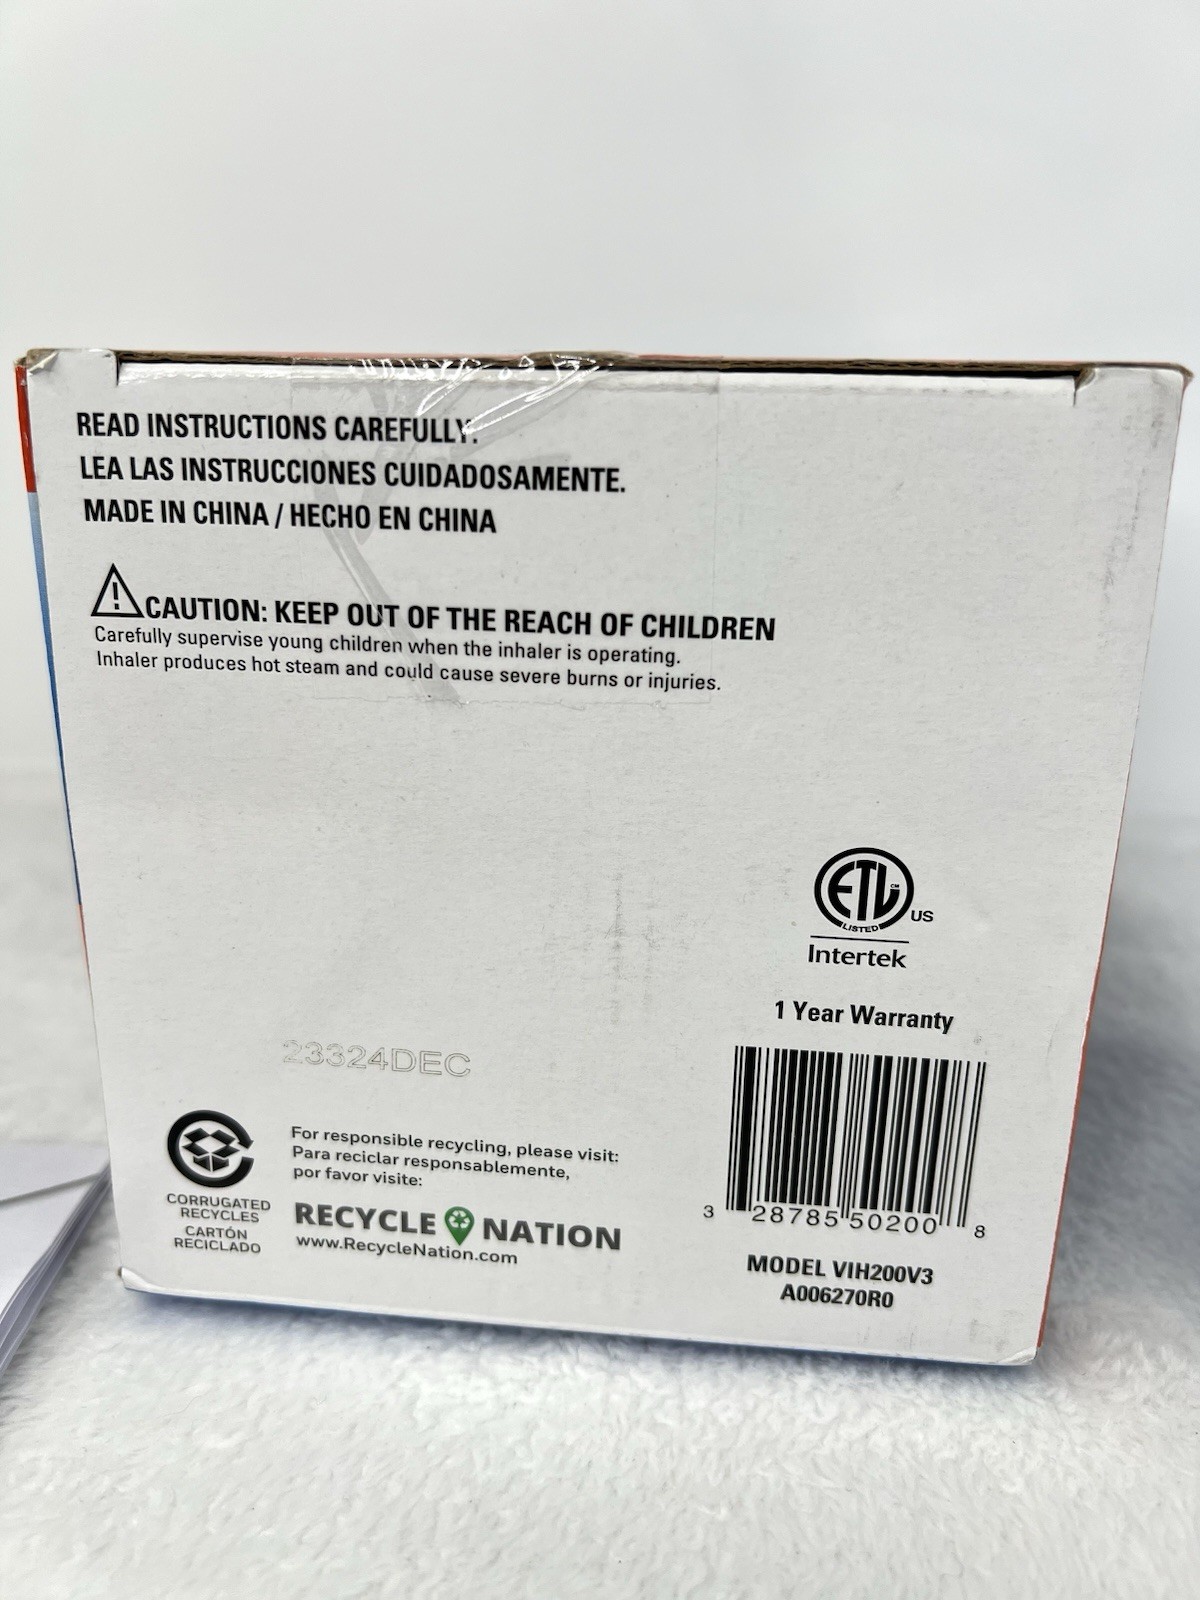 READ INSTRUCTIONS CAREFULLY.
LEA LAS INSTRUCCIONES CUIDADOSAMENTE.
MADE IN CHINA / HECHO EN CHINA
CAUTION: KEEP OUT OF THE REACH OF CHILDREN
Carefully supervise young children when the inhaler is operating.
Inhaler produces hot steam and could cause severe burns or injuries.
ETL CM
LISTED
US
Intertek
1 Year Warranty
23324DEC
CORRUGATED
RECYCLES
CARTÓN
RECICLADO
For responsible recycling, please visit:
Para reciclar responsablemente,
por favor visite:
RECYCLE NATION
www.RecycleNation.com
3 28785 50200 8
MODEL VIH200V3
A006270R0